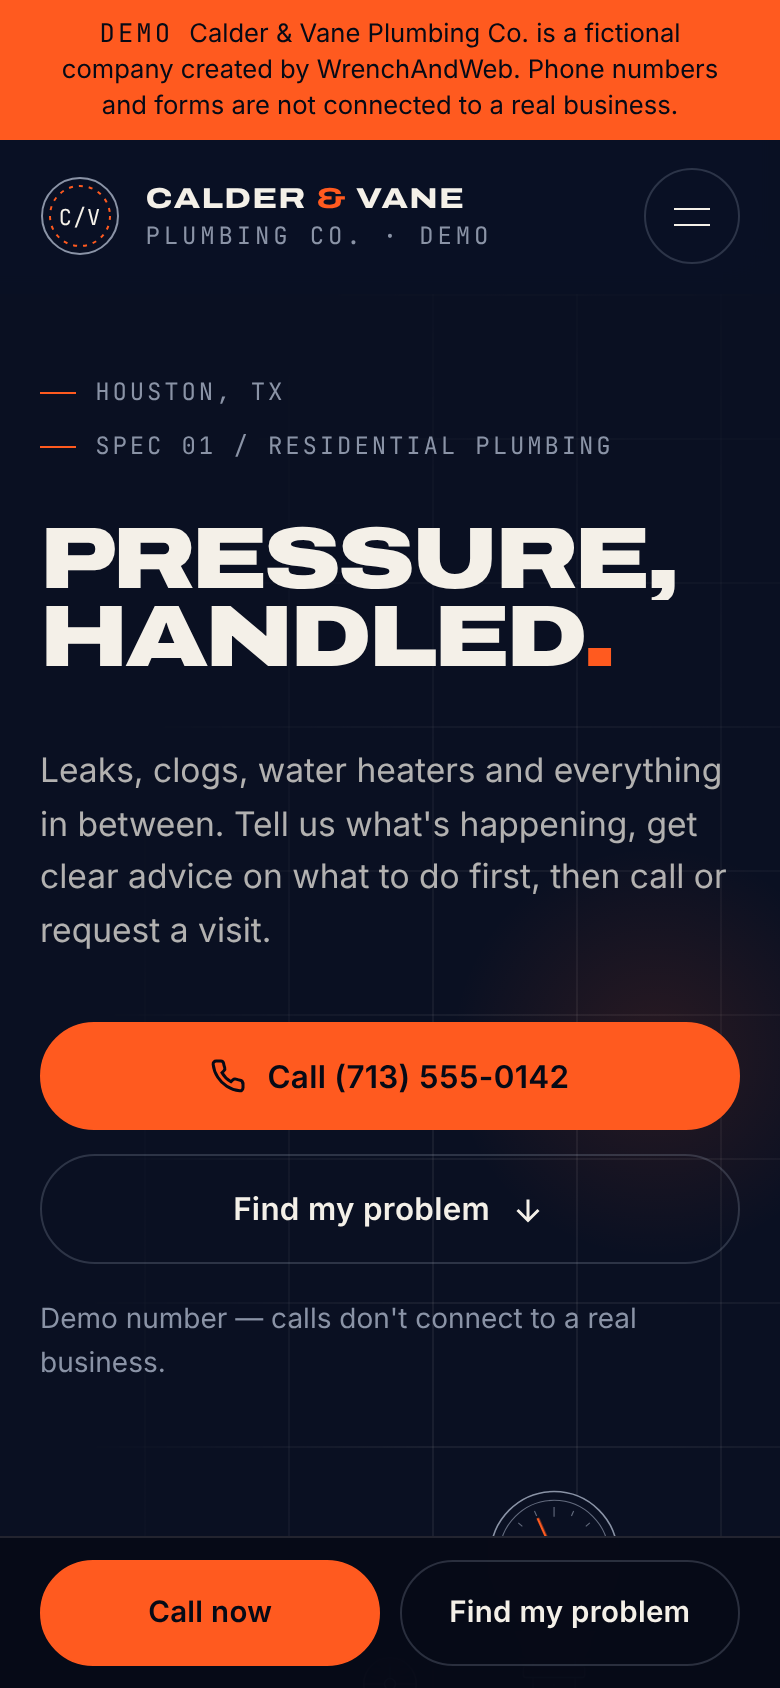 DEMO Calder & Vane Plumbing Co. is a fictional
company created by WrenchAndWeb. Phone numbers
and forms are not connected to a real business.
C/V
CALDER & VANE
PLUMBING CO. · DEMO
HOUSTON, TX
SPEC 01 / RESIDENTIAL PLUMBING
PRESSURE,
HANDLED.
Leaks, clogs, water heaters and everything
in between. Tell us what's happening, get
clear advice on what to do first, then call or
request a visit.
Call (713) 555-0142
Find my problem ↓
Demo number — calls don't connect to a real
business.
Call now
Find my problem